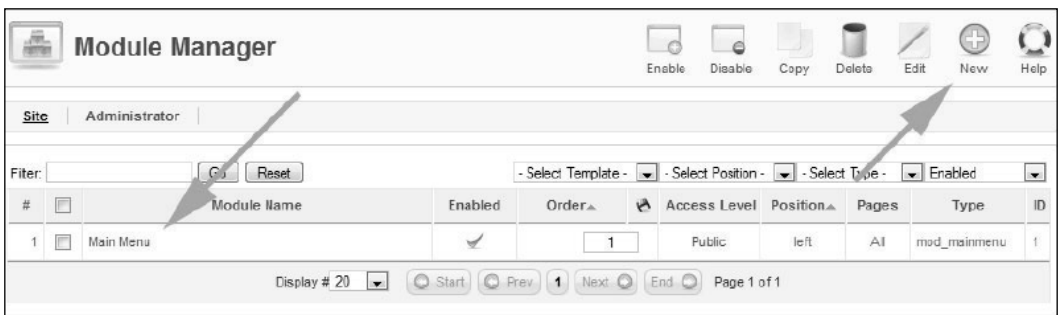 Module Manager
Enable Disable Copy Delete Edit New Help
Site Administrator
Filter: Go Reset - Select Template - - Select Position - - Select Type - Enabled
# Module Name Enabled Order Access Level Position Pages Type ID
1 Main Menu 1 Public left All mod_mainmenu 1
Display # 20 Start Prev 1 Next End Page 1 of 1